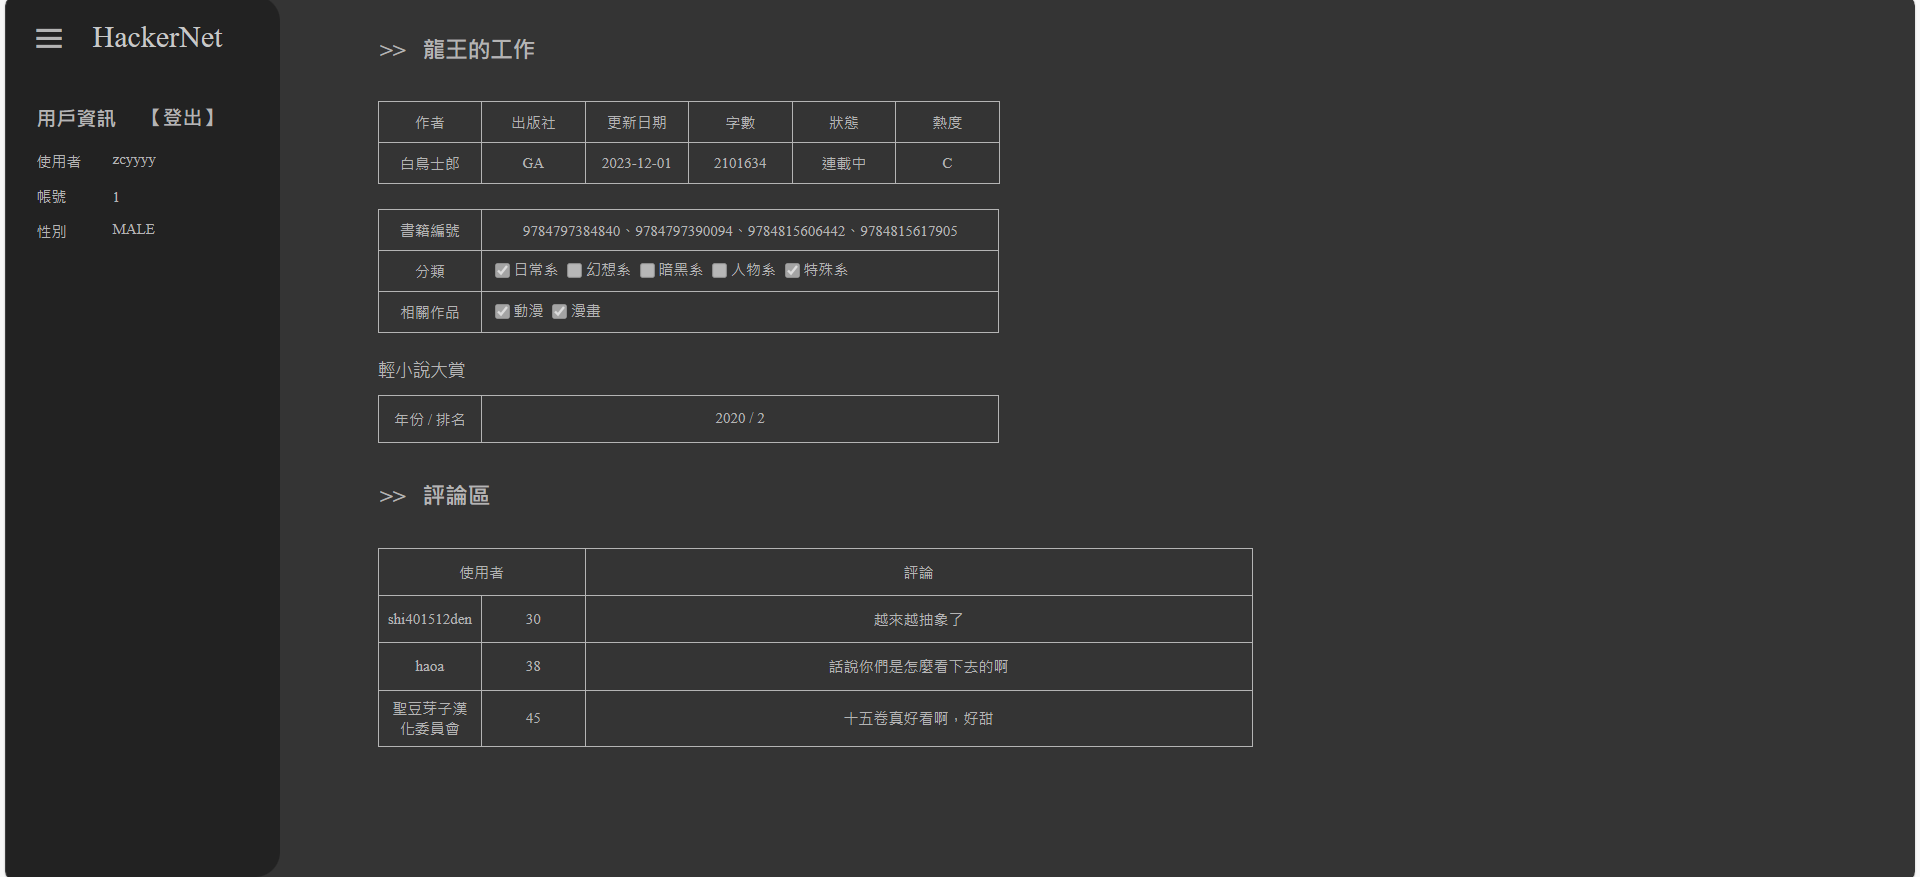 HackerNet
用戶資訊 【登出】
使用者 zcyyyy
帳號 1
性別 MALE
>> 龍王的工作
作者 出版社 更新日期 字數 狀態 熱度
白鳥士郎 GA 2023-12-01 2101634 連載中 C
書籍編號 9784797384840、9784797390094、9784815606442、9784815617905
分類 日常系 幻想系 暗黑系 人物系 特殊系
相關作品 動漫 漫畫
輕小說大賞
年份 / 排名 2020 / 2
>> 評論區
使用者 評論
shi401512den 30 越來越抽象了
haoa 38 話說你們是怎麼看下去的啊
聖豆芽子漢
化委員會 45 十五卷真好看啊，好甜